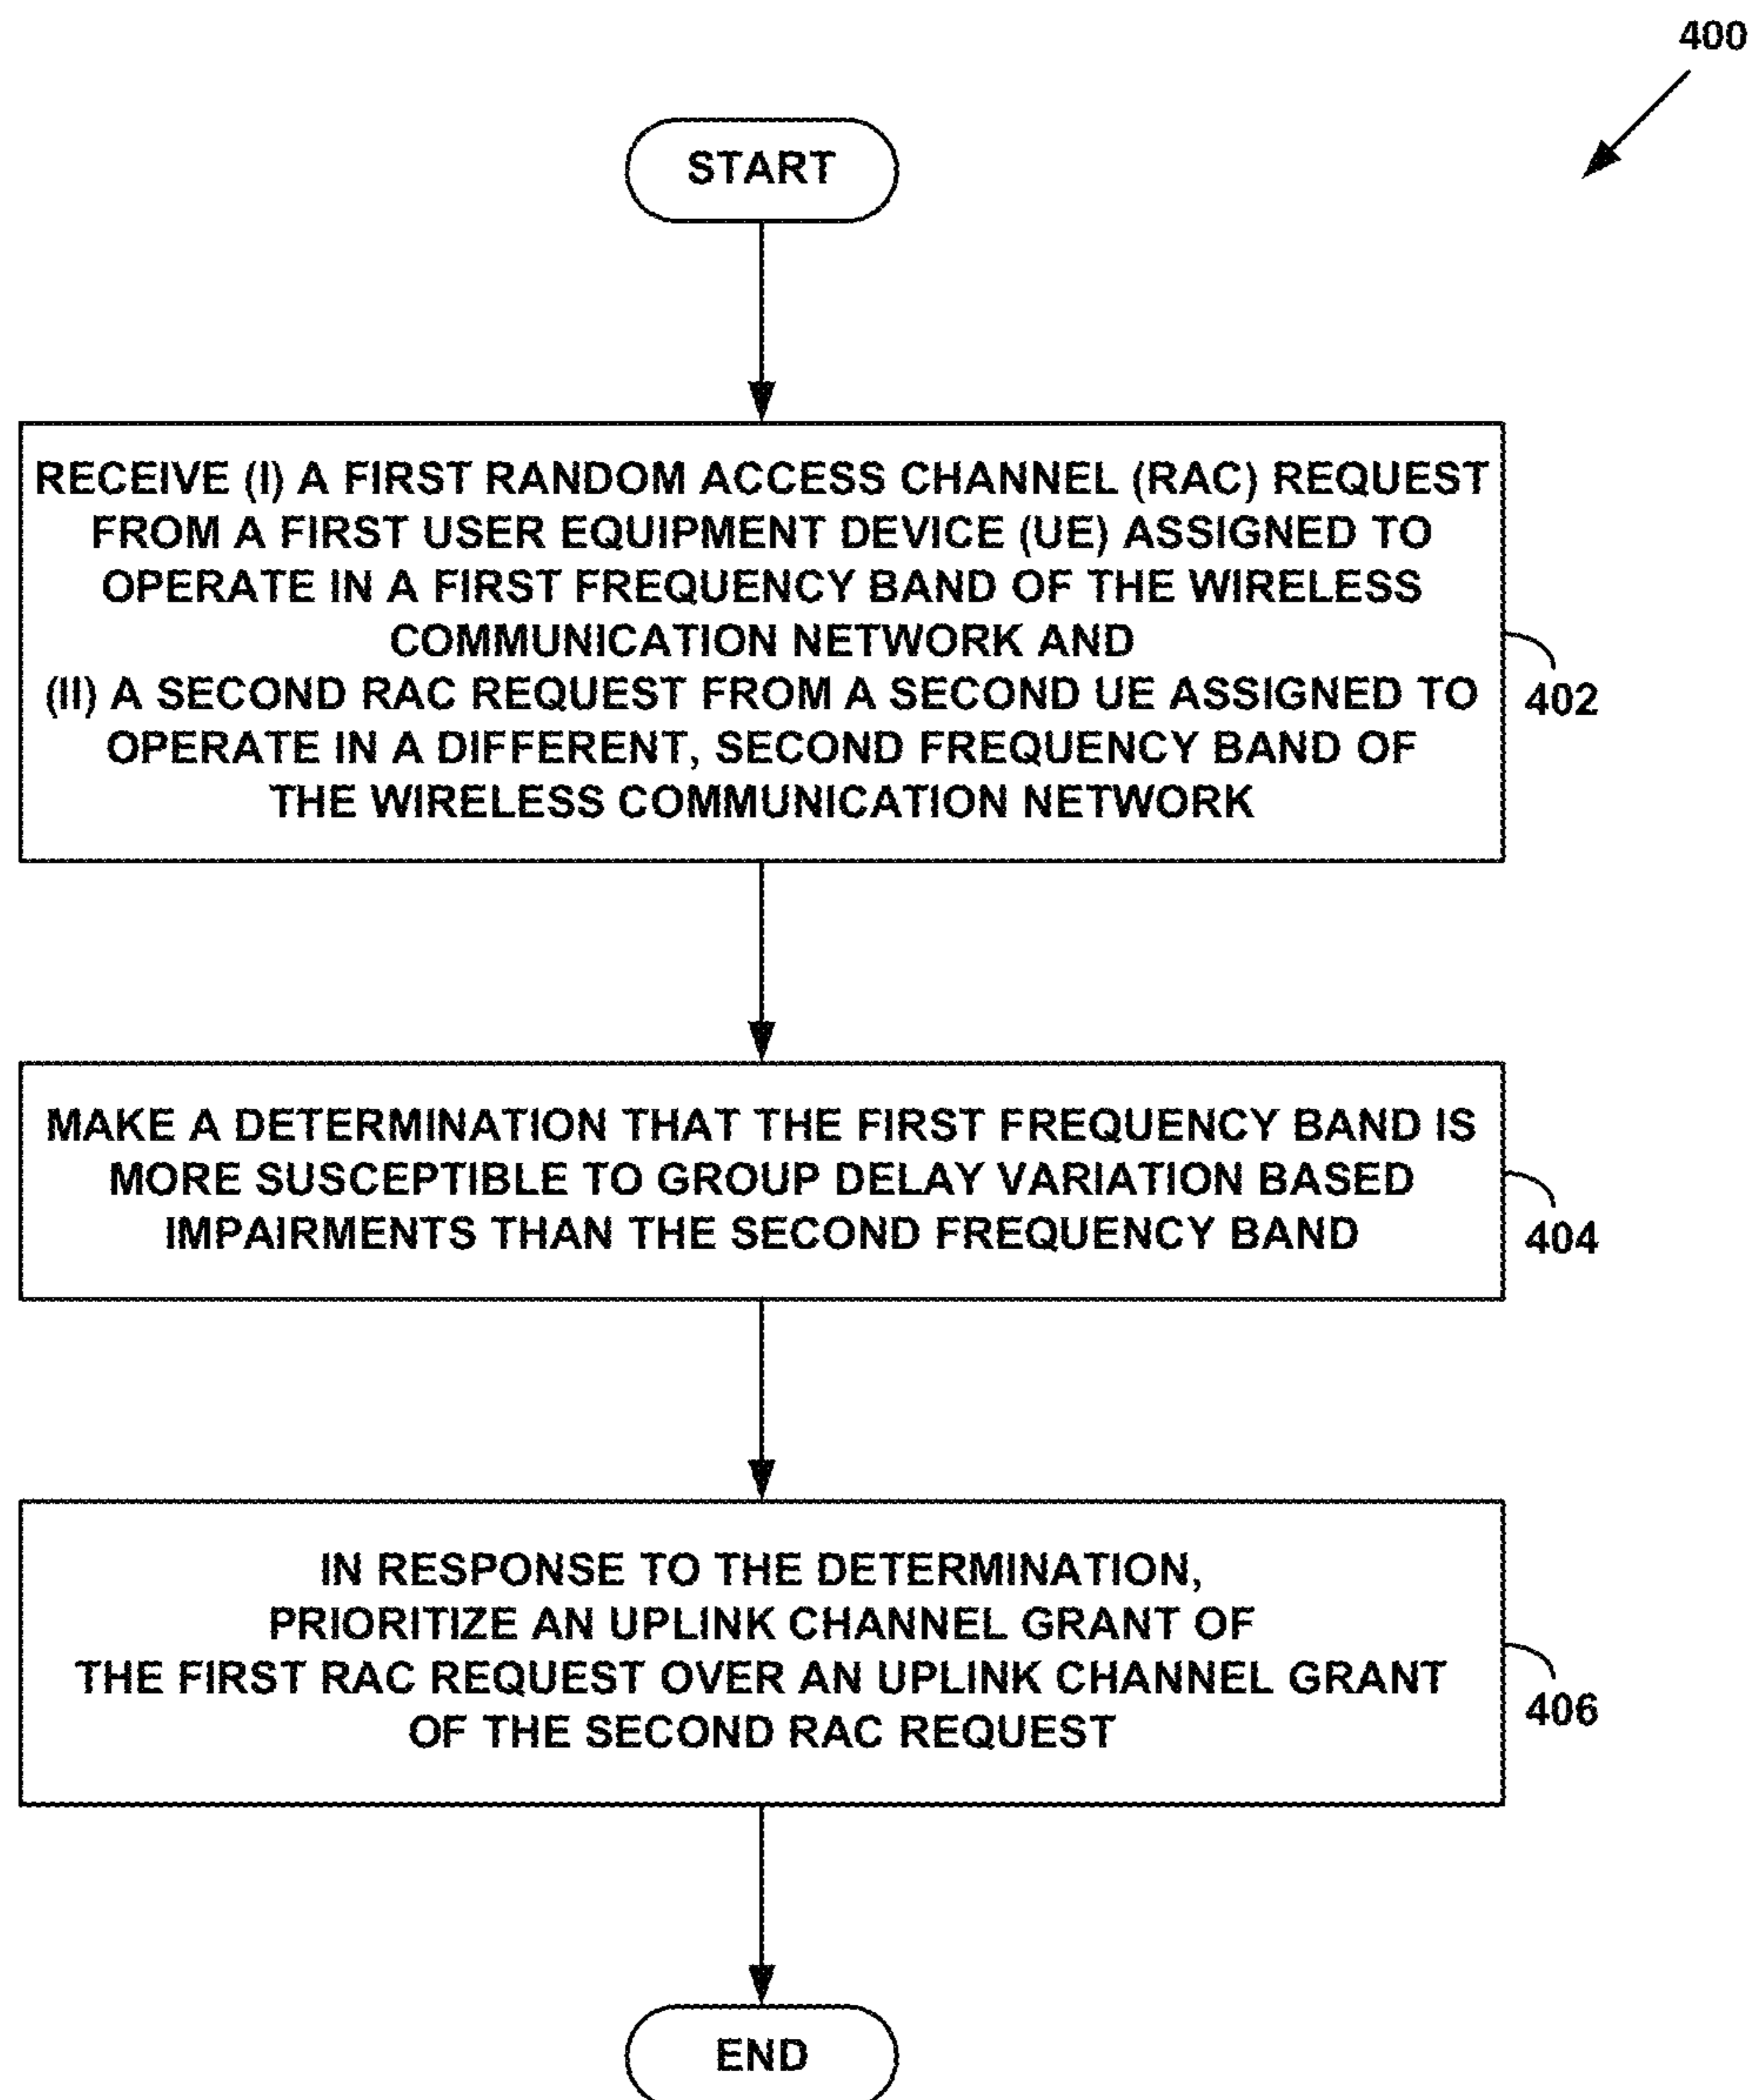 400
START
RECEIVE (I) A FIRST RANDOM ACCESS CHANNEL (RAC) REQUEST
FROM A FIRST USER EQUIPMENT DEVICE (UE) ASSIGNED TO
OPERATE IN A FIRST FREQUENCY BAND OF THE WIRELESS
COMMUNICATION NETWORK AND
(II) A SECOND RAC REQUEST FROM A SECOND UE ASSIGNED TO
OPERATE IN A DIFFERENT, SECOND FREQUENCY BAND OF
THE WIRELESS COMMUNICATION NETWORK
402
MAKE A DETERMINATION THAT THE FIRST FREQUENCY BAND IS
MORE SUSCEPTIBLE TO GROUP DELAY VARIATION BASED
IMPAIRMENTS THAN THE SECOND FREQUENCY BAND
404
IN RESPONSE TO THE DETERMINATION,
PRIORITIZE AN UPLINK CHANNEL GRANT OF
THE FIRST RAC REQUEST OVER AN UPLINK CHANNEL GRANT
OF THE SECOND RAC REQUEST
406
END